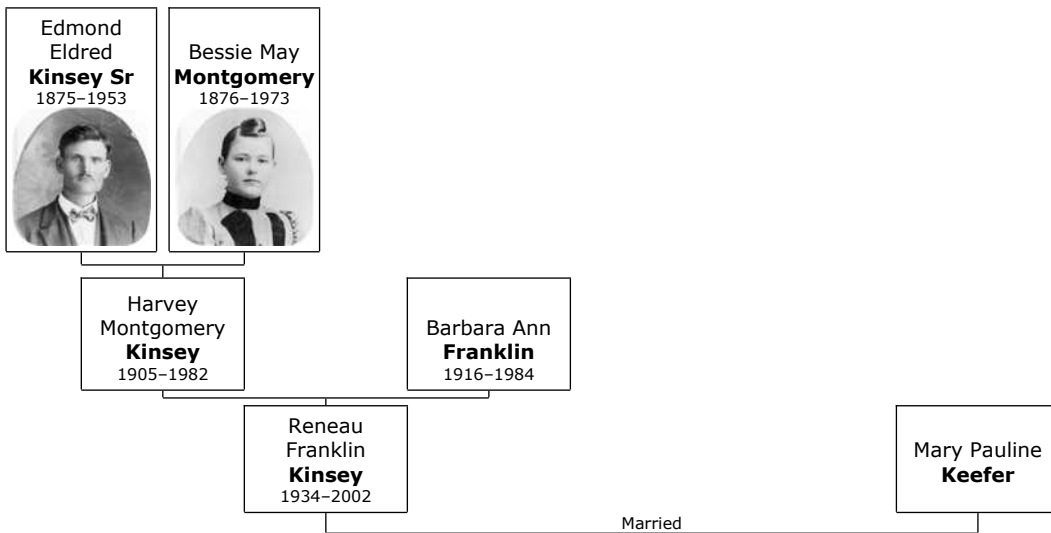 Edmond
Eldred
Kinsey Sr
1875–1953
Bessie May
Montgomery
1876–1973
Harvey
Montgomery
Kinsey
1905–1982
Barbara Ann
Franklin
1916–1984
Reneau
Franklin
Kinsey
1934–2002
Mary Pauline
Keefer
Married